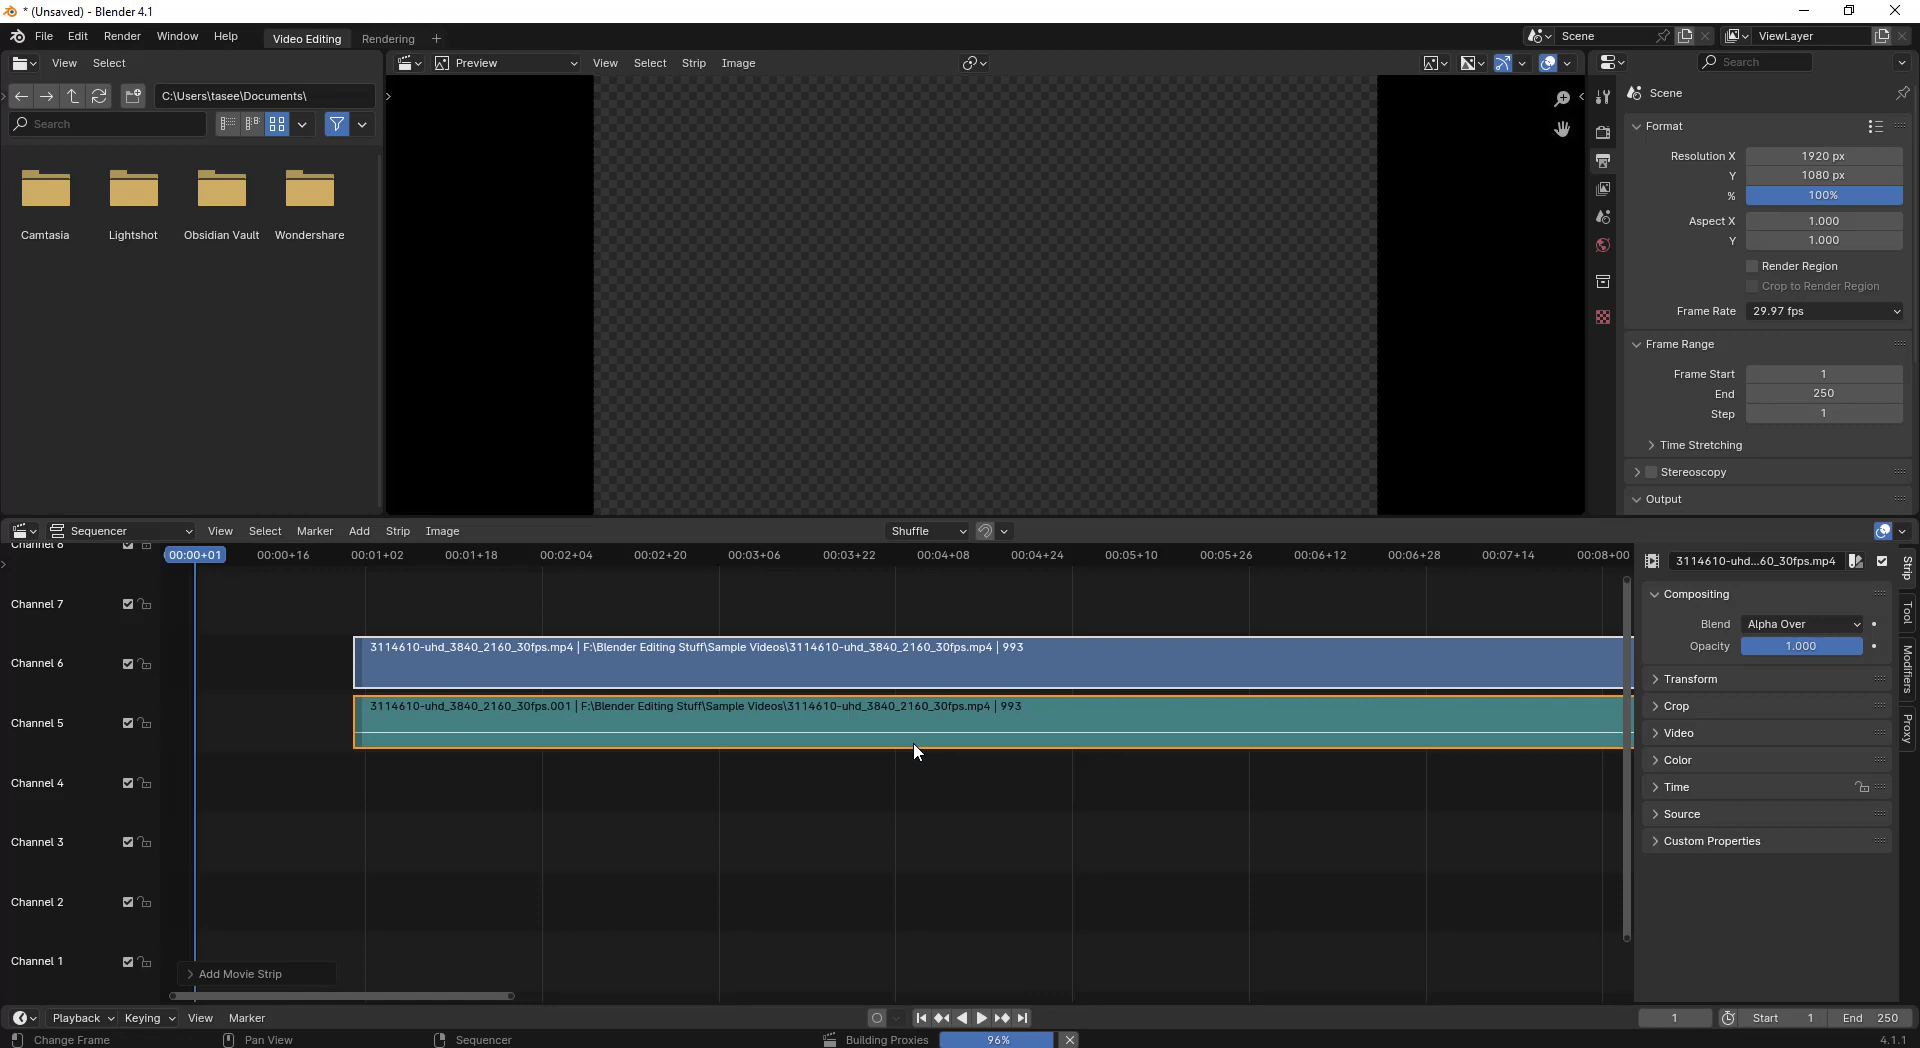 * (Unsaved) - Blender 4.1
File Edit Render Window Help Video Editing Rendering + Scene ViewLayer
View Select
C:\Users\tasee\Documents\
Search
Camtasia Lightshot Obsidian Vault Wondershare
Preview View Select Strip Image
Search
Scene
Format
Resolution X 1920 px
Y 1080 px
% 100%
Aspect X 1.000
Y 1.000
Render Region
Crop to Render Region
Frame Rate 29.97 fps
Frame Range
Frame Start 1
End 250
Step 1
Time Stretching
Stereoscopy
Output
Sequencer View Select Marker Add Strip Image Shuffle
00:00+01 00:00+16 00:01+02 00:01+18 00:02+04 00:02+20 00:03+06 00:03+22 00:04+08 00:04+24 00:05+10 00:05+26 00:06+12 00:06+28 00:07+14 00:08+00
Channel 8
Channel 7
Channel 6
3114610-uhd_3840_2160_30fps.mp4 | F:\Blender Editing Stuff\Sample Videos\3114610-uhd_3840_2160_30fps.mp4 | 993
Channel 5
3114610-uhd_3840_2160_30fps.001 | F:\Blender Editing Stuff\Sample Videos\3114610-uhd_3840_2160_30fps.mp4 | 993
Channel 4
Channel 3
Channel 2
Channel 1
Add Movie Strip
3114610-uhd...60_30fps.mp4
Compositing
Blend Alpha Over
Opacity 1.000
Transform
Crop
Video
Color
Time
Source
Custom Properties
Strip
Tool
Modifiers
Proxy
Playback Keying View Marker 1 Start 1 End 250
Change Frame Pan View Sequencer Building Proxies 96% 4.1.1